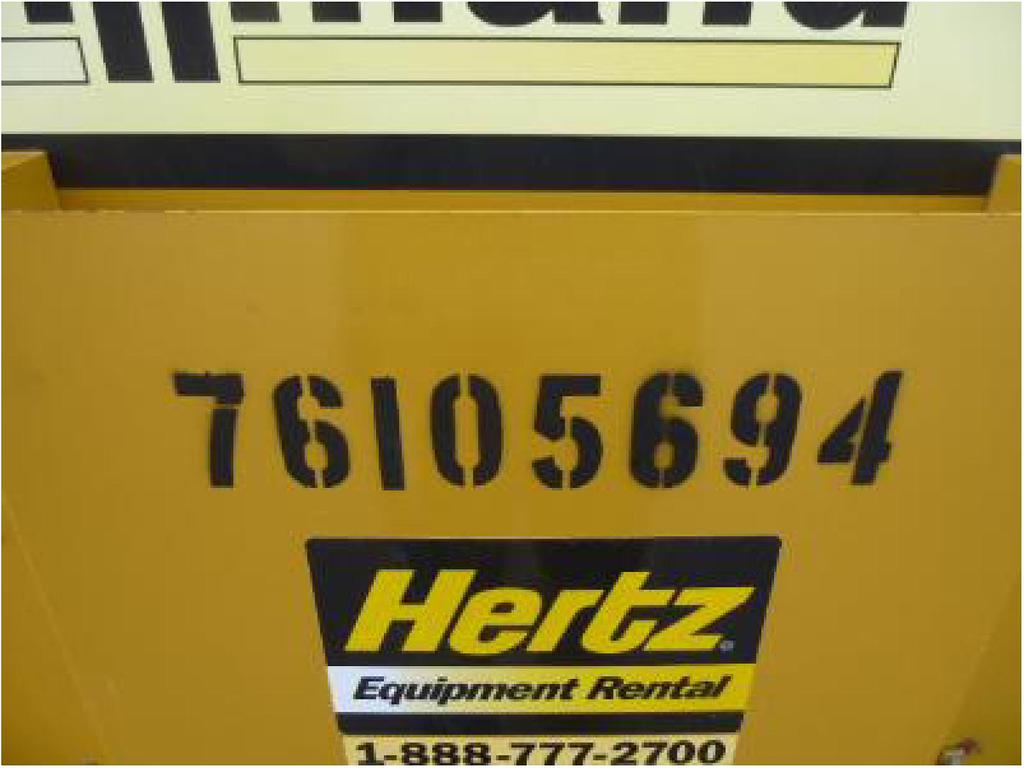 76105694
Hertz
Equipment Rental
1-888-777-2700